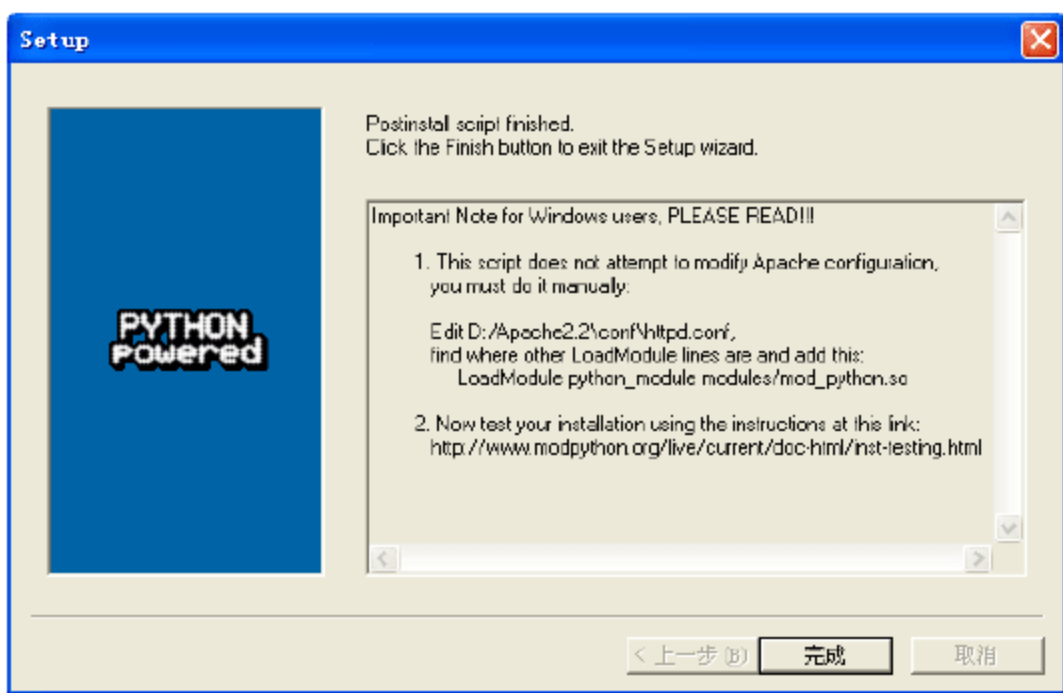 Setup
Postinstall script finished.
Click the Finish button to exit the Setup wizard.
Important Note for Windows users, PLEASE READ!!!
1. This script does not attempt to modify Apache configuration,
you must do it manually:
Edit D:/Apache2.2\conf\httpd.conf,
find where other LoadModule lines are and add this:
LoadModule python_module modules/mod_python.so
2. Now test your installation using the instructions at this link:
http://www.modpython.org/live/current/doc-html/inst-testing.html
PYTHON
powered
< 上一步(B)
完成
取消